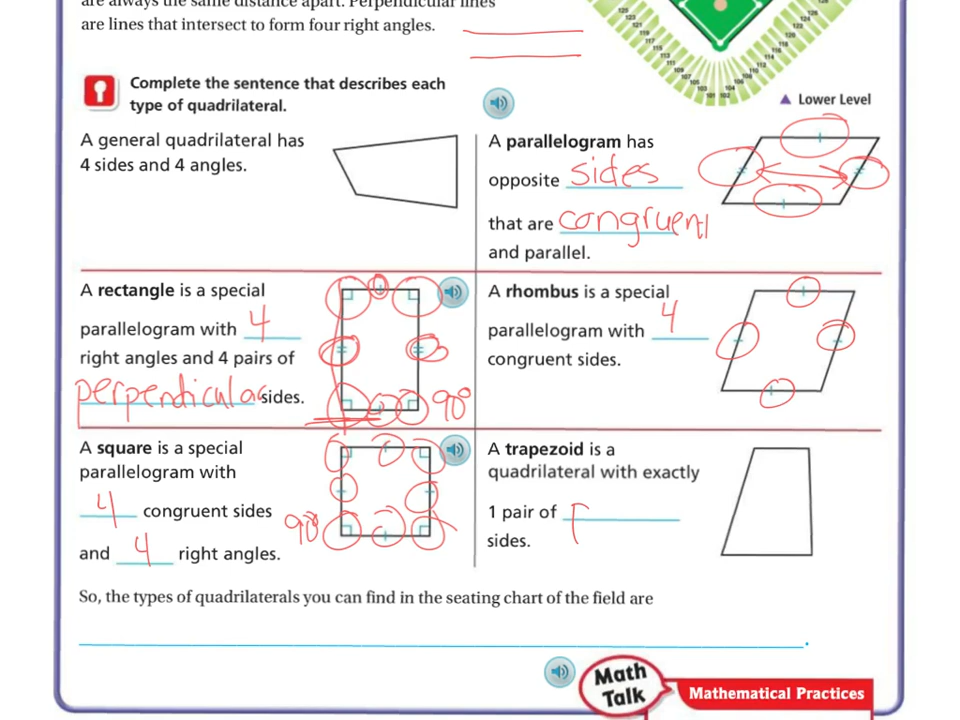 are always the same distance apart. Perpendicular lines
are lines that intersect to form four right angles.
Complete the sentence that describes each
type of quadrilateral.
Lower Level
A general quadrilateral has
4 sides and 4 angles.
A parallelogram has
opposite sides
that are congruent
and parallel.
A rectangle is a special
parallelogram with 4
right angles and 4 pairs of
perpendicular sides.
90°
A rhombus is a special
parallelogram with 4
congruent sides.
A square is a special
parallelogram with
4 congruent sides
and 4 right angles.
90°
A trapezoid is a
quadrilateral with exactly
1 pair of
sides.
So, the types of quadrilaterals you can find in the seating chart of the field are
.
Math
Talk
Mathematical Practices